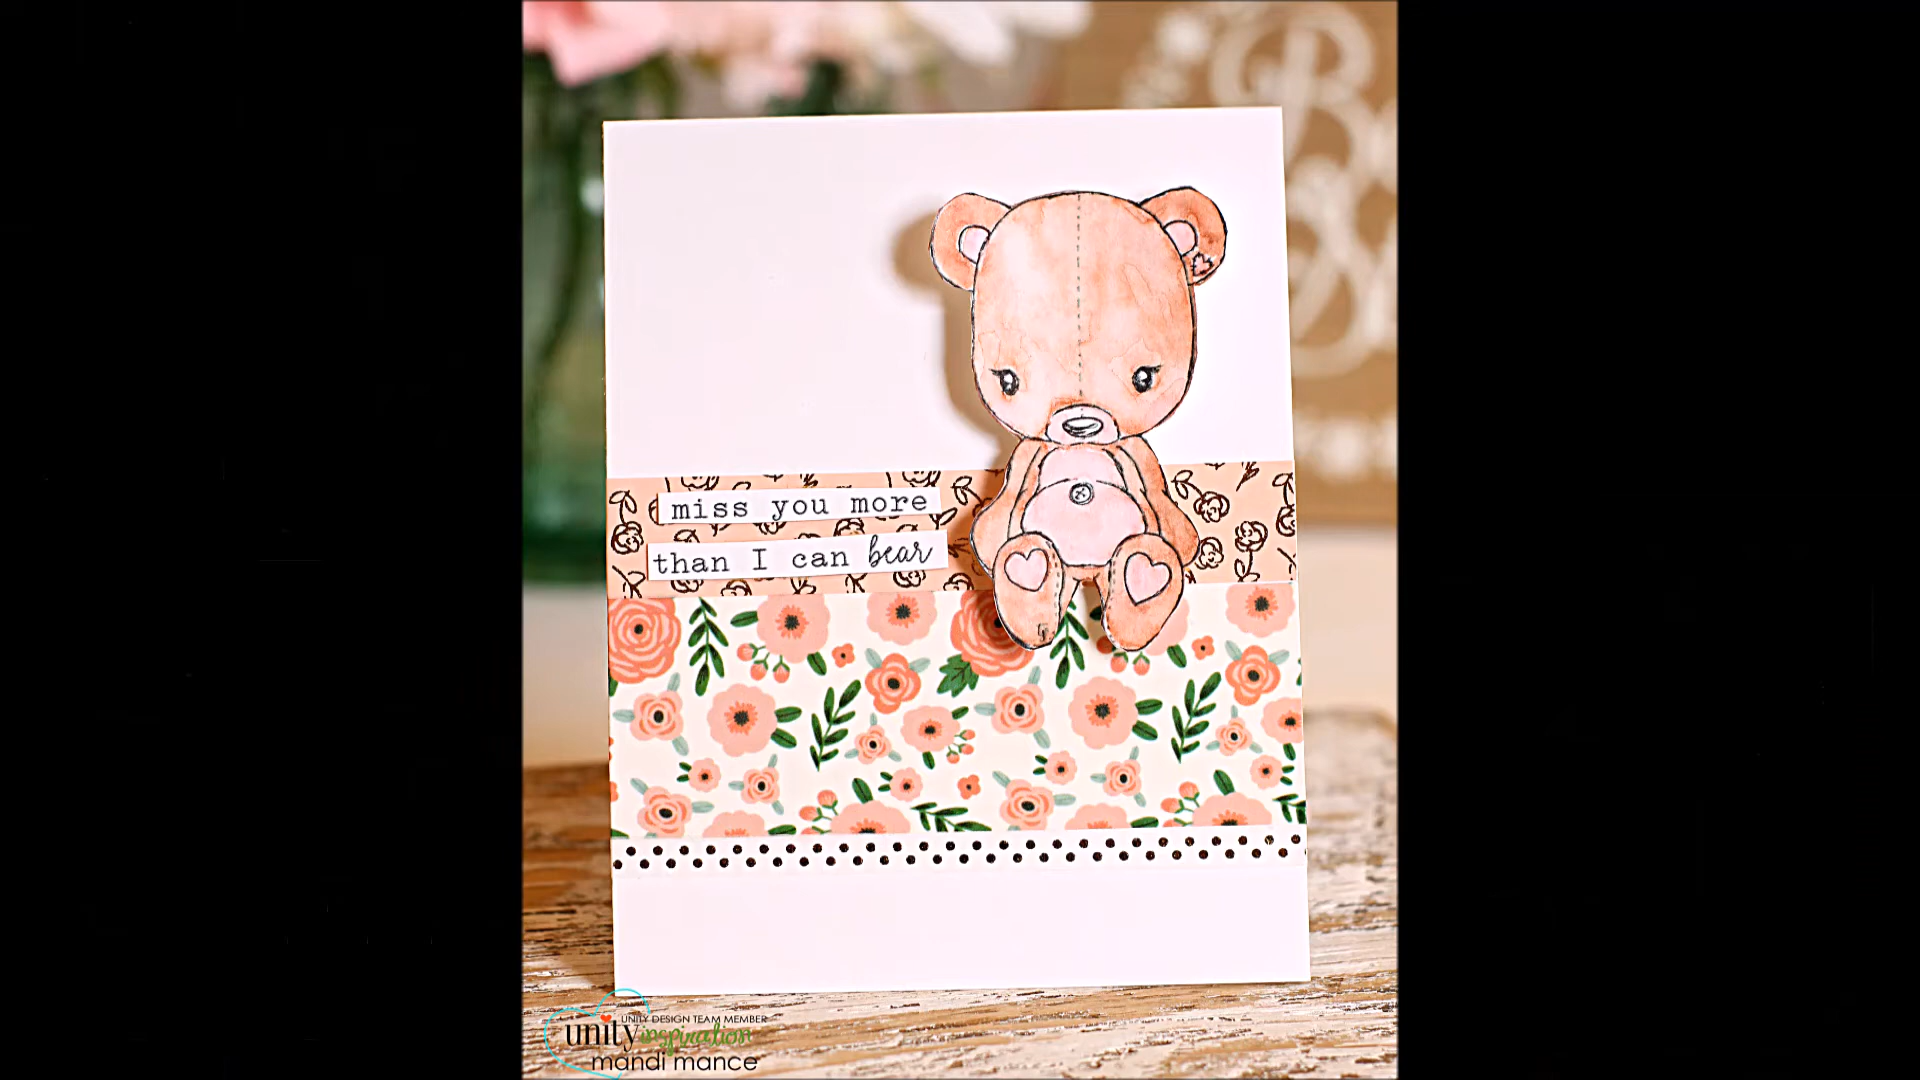 miss you more
than I can bear
UNITY DESIGN TEAM MEMBER
unity inspiration
mandi mance